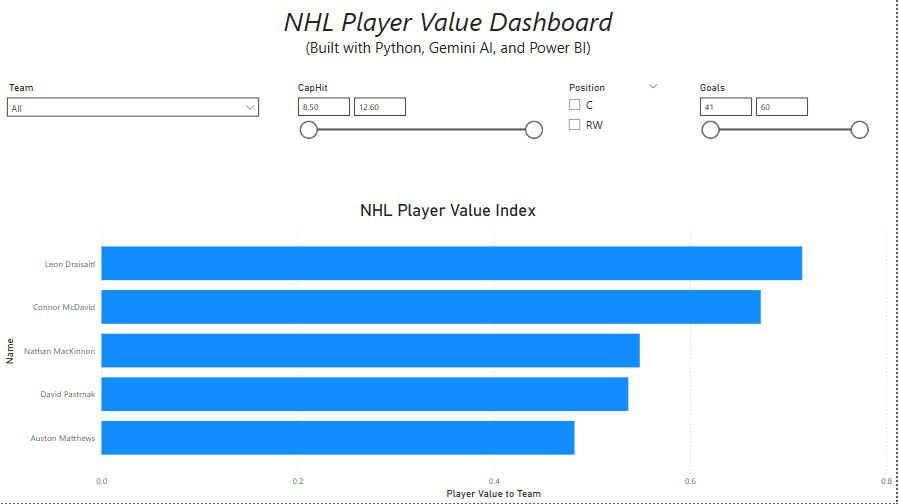 NHL Player Value Dashboard
(Built with Python, Gemini AI, and Power BI)
Team
All
CapHit
8.50 12.60
Position
C
RW
Goals
41 60
NHL Player Value Index
Name
Leon Draisaitl
Connor McDavid
Nathan MacKinnon
David Pastrnak
Auston Matthews
0.0 0.2 0.4 0.6 0.8
Player Value to Team